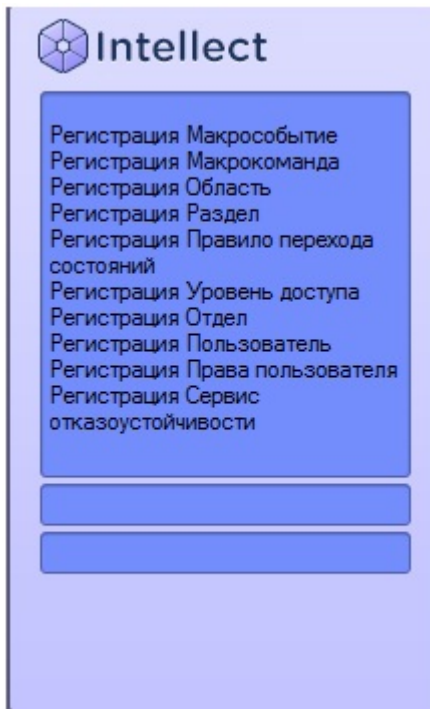 Intellect
Регистрация Макрособытие
Регистрация Макрокоманда
Регистрация Область
Регистрация Раздел
Регистрация Правило перехода
состояний
Регистрация Уровень доступа
Регистрация Отдел
Регистрация Пользователь
Регистрация Права пользователя
Регистрация Сервис
отказоустойчивости